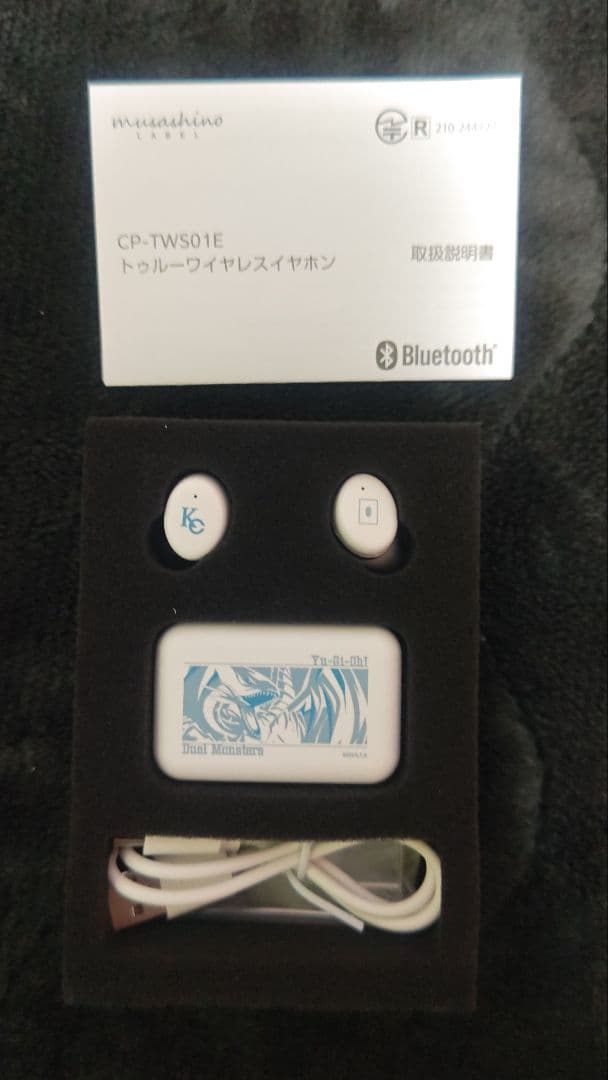 musashino
LABEL
R
CP-TWS01E
トゥルーワイヤレスイヤホン
取扱説明書
Bluetooth
KC
Yu-Gi-Oh!
Duel Monsters